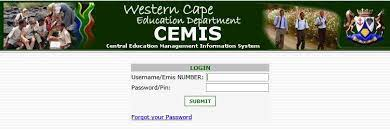 Western Cape
Education Department
CEMIS
Central Education Management Information System
LOGIN
Username/Emis NUMBER:
Password/Pin:
SUBMIT
Forgot your Password